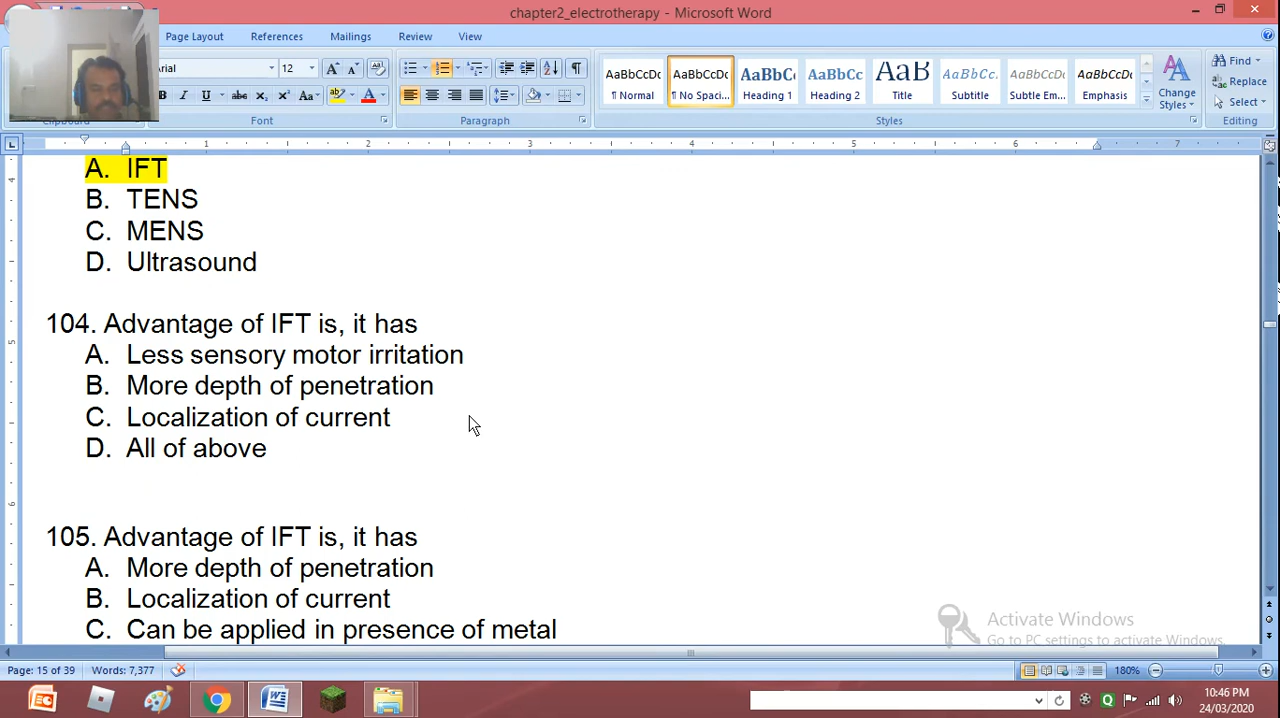 chapter2_electrotherapy - Microsoft Word
Page Layout References Mailings Review View
Arial 12
AaBbCcDc AaBbCcDc AaBbC AaBbCc AaB AaBbCc. AaBbCcDc AaBbCcDc
¶ Normal ¶ No Spaci... Heading 1 Heading 2 Title Subtitle Subtle Em... Emphasis
Change Styles
Find
Replace
Select
Font Paragraph Styles Editing
A. IFT
B. TENS
C. MENS
D. Ultrasound
104. Advantage of IFT is, it has
A. Less sensory motor irritation
B. More depth of penetration
C. Localization of current
D. All of above
105. Advantage of IFT is, it has
A. More depth of penetration
B. Localization of current
C. Can be applied in presence of metal
Activate Windows
Go to PC settings to activate Windows.
Page: 15 of 39 Words: 7,377 180%
10:46 PM
24/03/2020